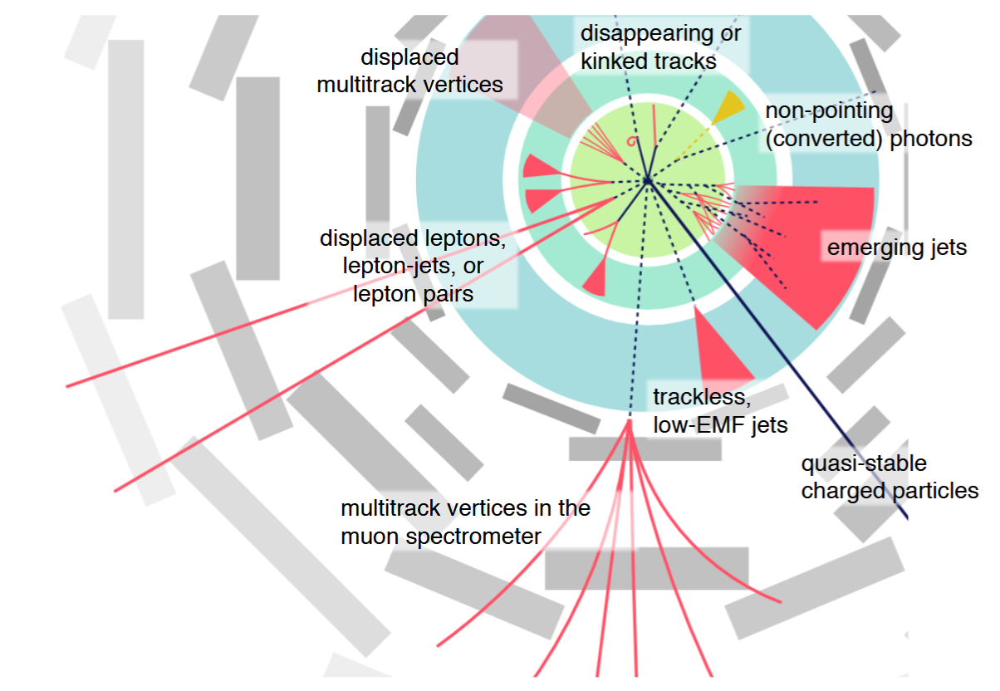 disappearing or
kinked tracks
displaced
multitrack vertices
non-pointing
(converted) photons
displaced leptons,
lepton-jets, or
lepton pairs
emerging jets
trackless,
low-EMF jets
quasi-stable
charged particles
multitrack vertices in the
muon spectrometer